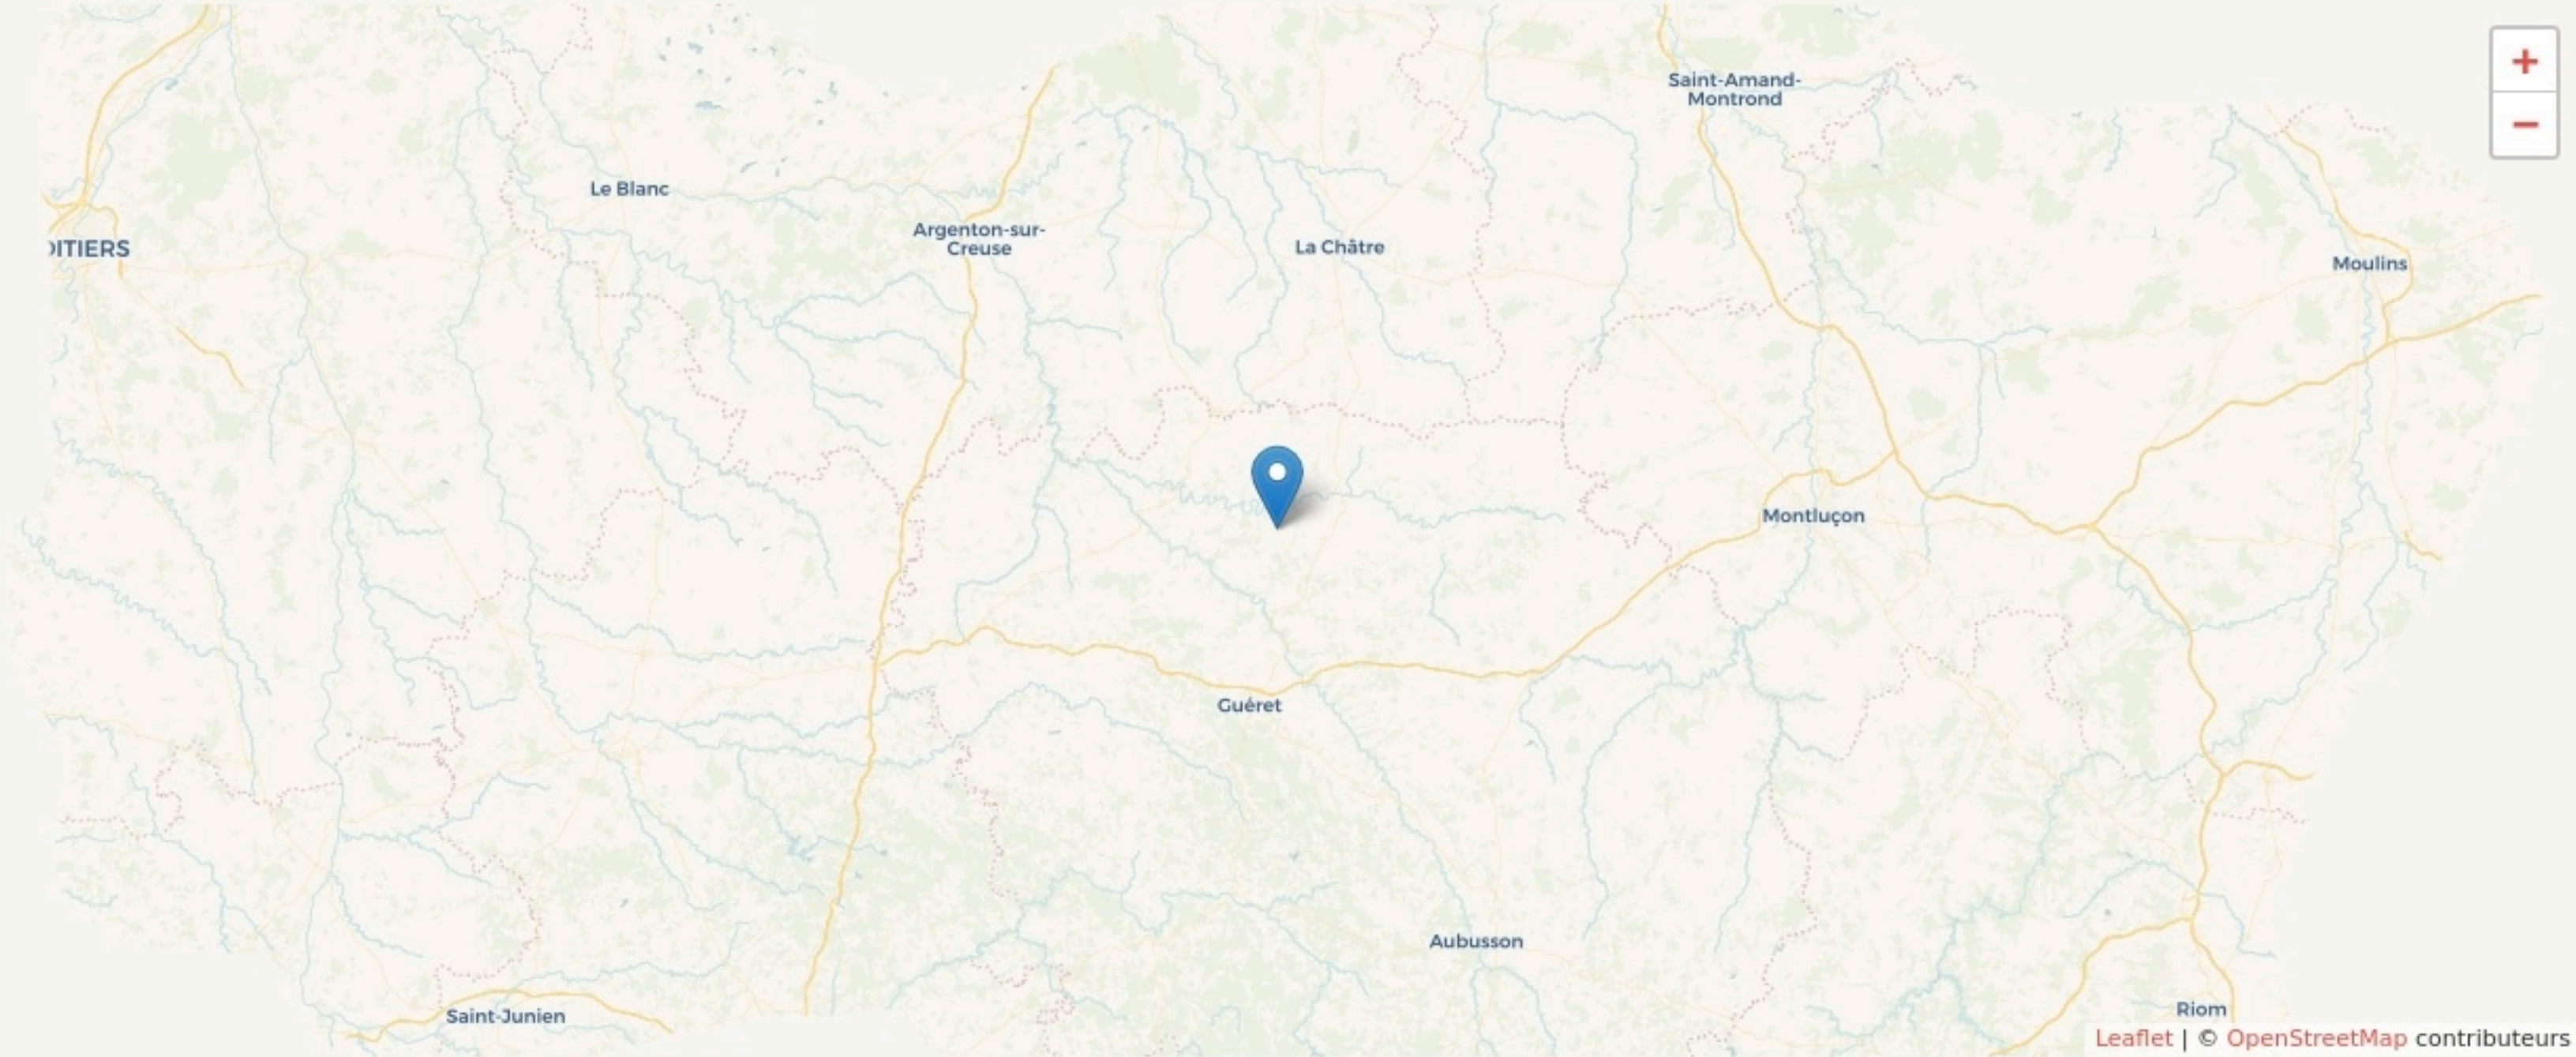 +
−
Saint-Amand-
Montrond
Le Blanc
Argenton-sur-
Creuse
La Châtre
OITIERS
Moulins
Montluçon
Guéret
Aubusson
Saint-Junien
Riom
Leaflet | © OpenStreetMap contributeurs